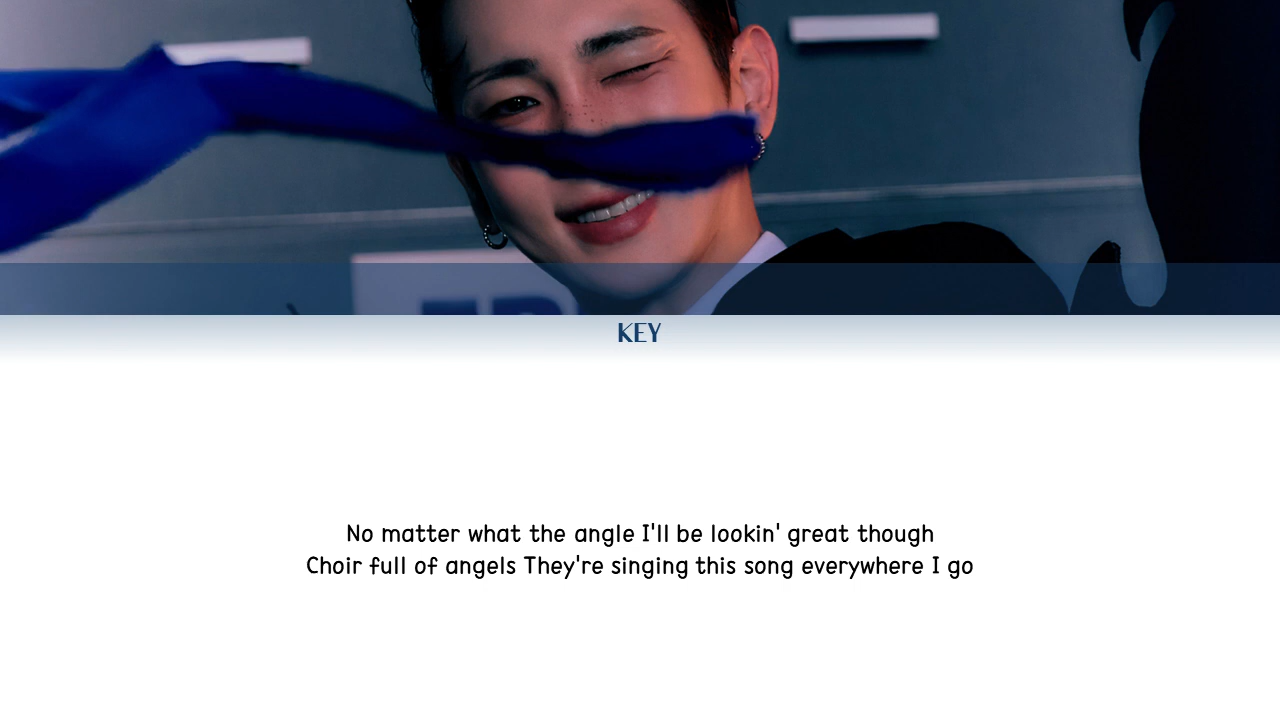 KEY
No matter what the angle I'll be lookin' great though
Choir full of angels They're singing this song everywhere I go